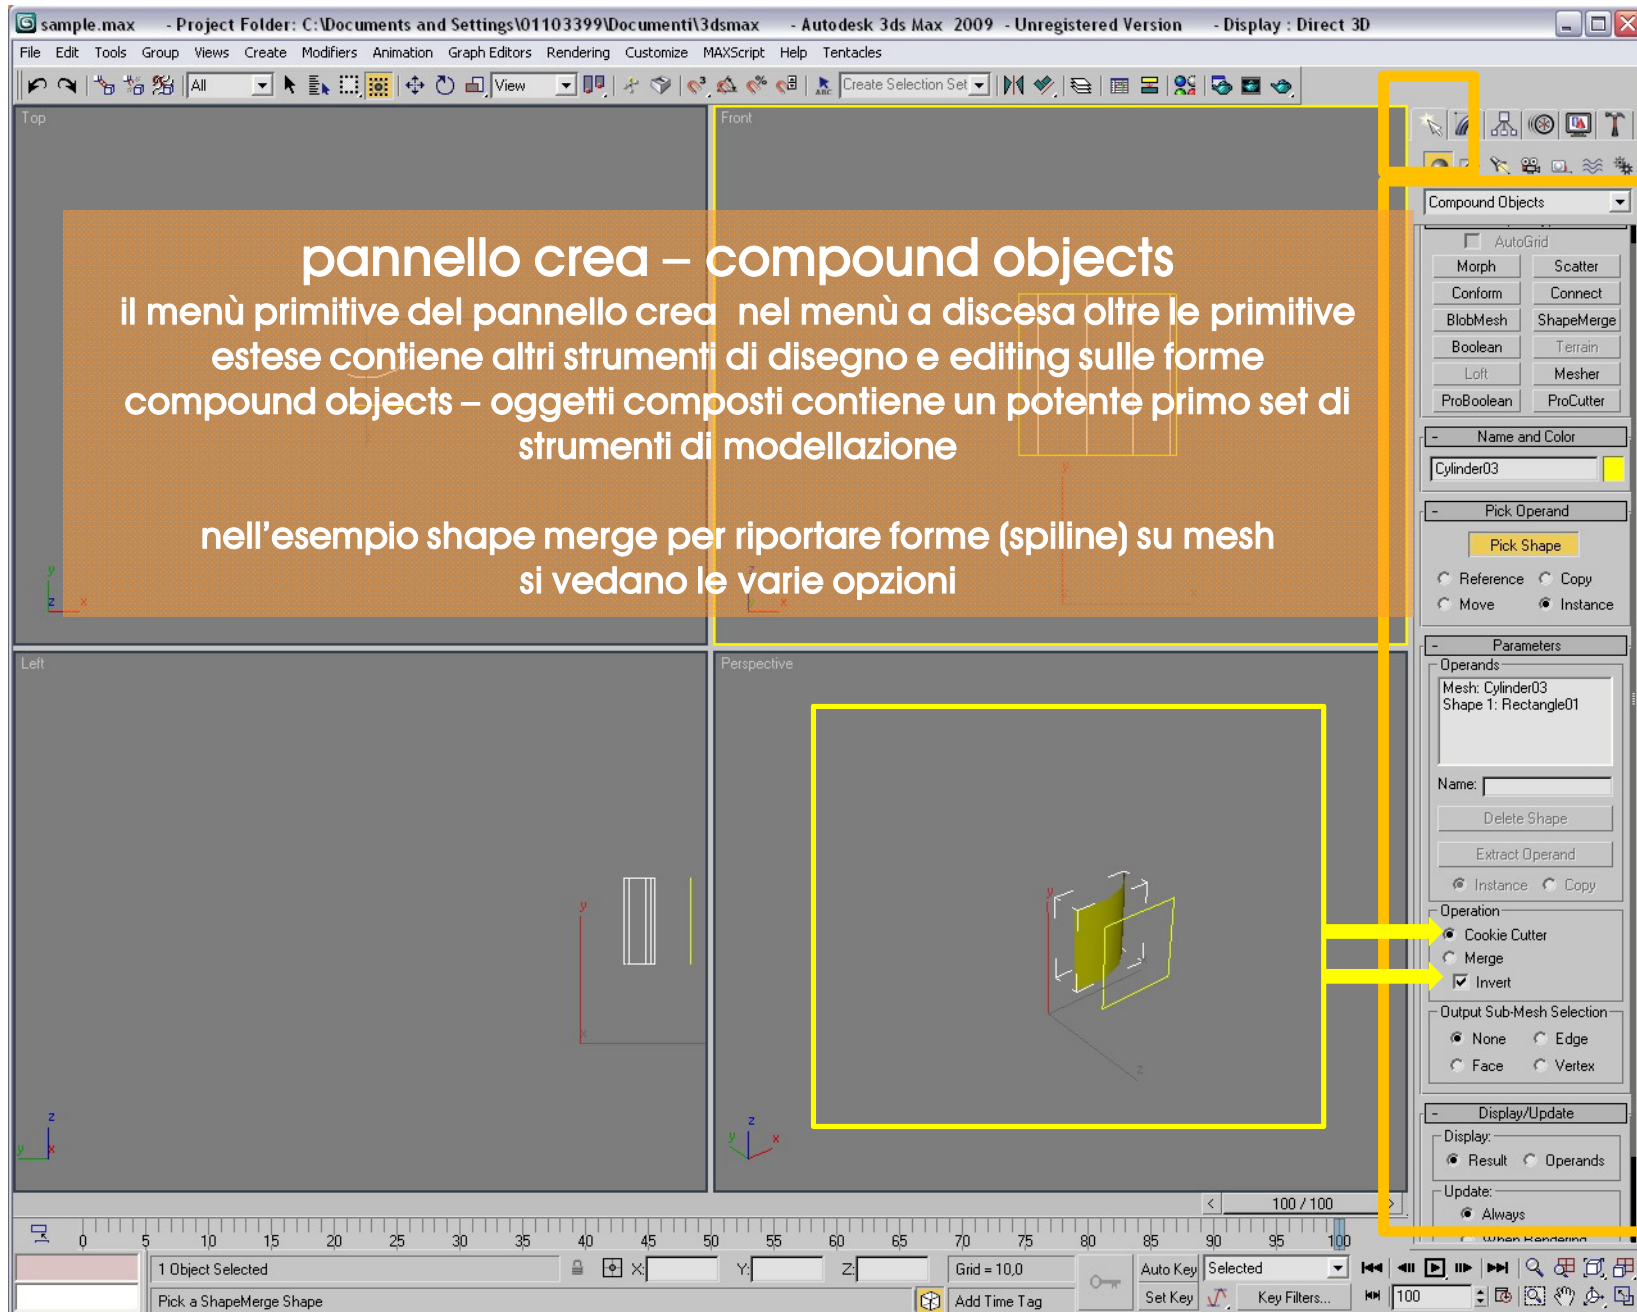 sample.max - Project Folder: C:\Documents and Settings\01103399\Documenti\3dsmax - Autodesk 3ds Max 2009 - Unregistered Version - Display : Direct 3D
File Edit Tools Group Views Create Modifiers Animation Graph Editors Rendering Customize MAXScript Help Tentacles
All View Create Selection Set
Top
Front
pannello crea – compound objects
il menù primitive del pannello crea nel menù a discesa oltre le primitive
estese contiene altri strumenti di disegno e editing sulle forme
compound objects – oggetti composti contiene un potente primo set di
strumenti di modellazione
nell'esempio shape merge per riportare forme (spiline) su mesh
si vedano le varie opzioni
y
z x
y
z
x
x
Left
y
x
z
y x
Perspective
y
z
z
y x
Compound Objects
AutoGrid
Morph Scatter
Conform Connect
BlobMesh ShapeMerge
Boolean Terrain
Loft Mesher
ProBoolean ProCutter
- Name and Color
Cylinder03
- Pick Operand
Pick Shape
Reference Copy
Move Instance
- Parameters
Operands
Mesh: Cylinder03
Shape 1: Rectangle01
Name:
Delete Shape
Extract Operand
Instance Copy
Operation
Cookie Cutter
Merge
Invert
Output Sub-Mesh Selection
None Edge
Face Vertex
- Display/Update
Display:
Result Operands
Update:
Always
When Rendering
< 100 / 100 >
0 5 10 15 20 25 30 35 40 45 50 55 60 65 70 75 80 85 90 95 100
1 Object Selected X: Y: Z: Grid = 10,0 Auto Key Selected
Pick a ShapeMerge Shape Add Time Tag Set Key Key Filters... 100